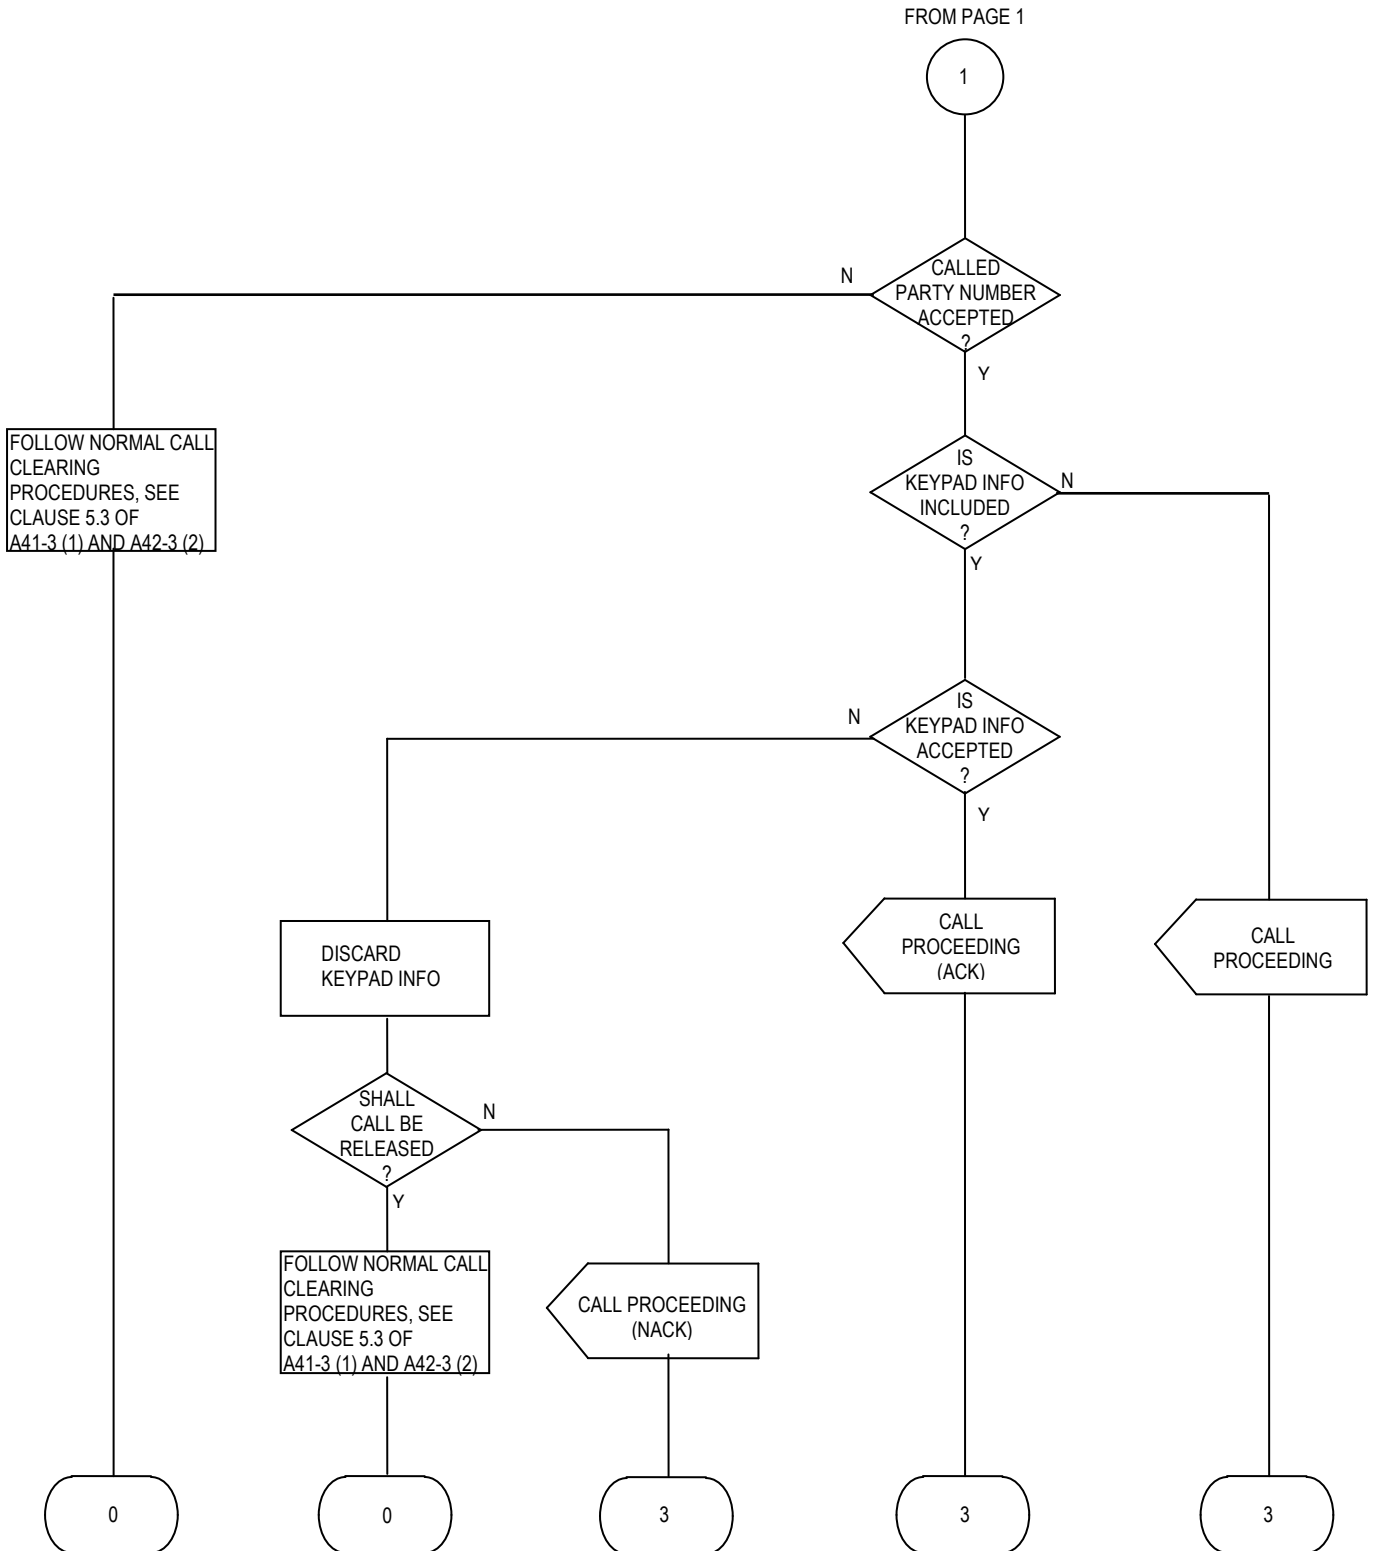 FROM PAGE 1
1
N
CALLED
PARTY NUMBER
ACCEPTED
?
Y
FOLLOW NORMAL CALL
CLEARING
PROCEDURES, SEE
CLAUSE 5.3 OF
A41-3 (1) AND A42-3 (2)
IS
KEYPAD INFO
INCLUDED
?
N
Y
N
IS
KEYPAD INFO
ACCEPTED
?
Y
DISCARD
KEYPAD INFO
CALL
PROCEEDING
(ACK)
CALL
PROCEEDING
SHALL
CALL BE
RELEASED
?
N
Y
FOLLOW NORMAL CALL
CLEARING
PROCEDURES, SEE
CLAUSE 5.3 OF
A41-3 (1) AND A42-3 (2)
CALL PROCEEDING
(NACK)
0
0
3
3
3